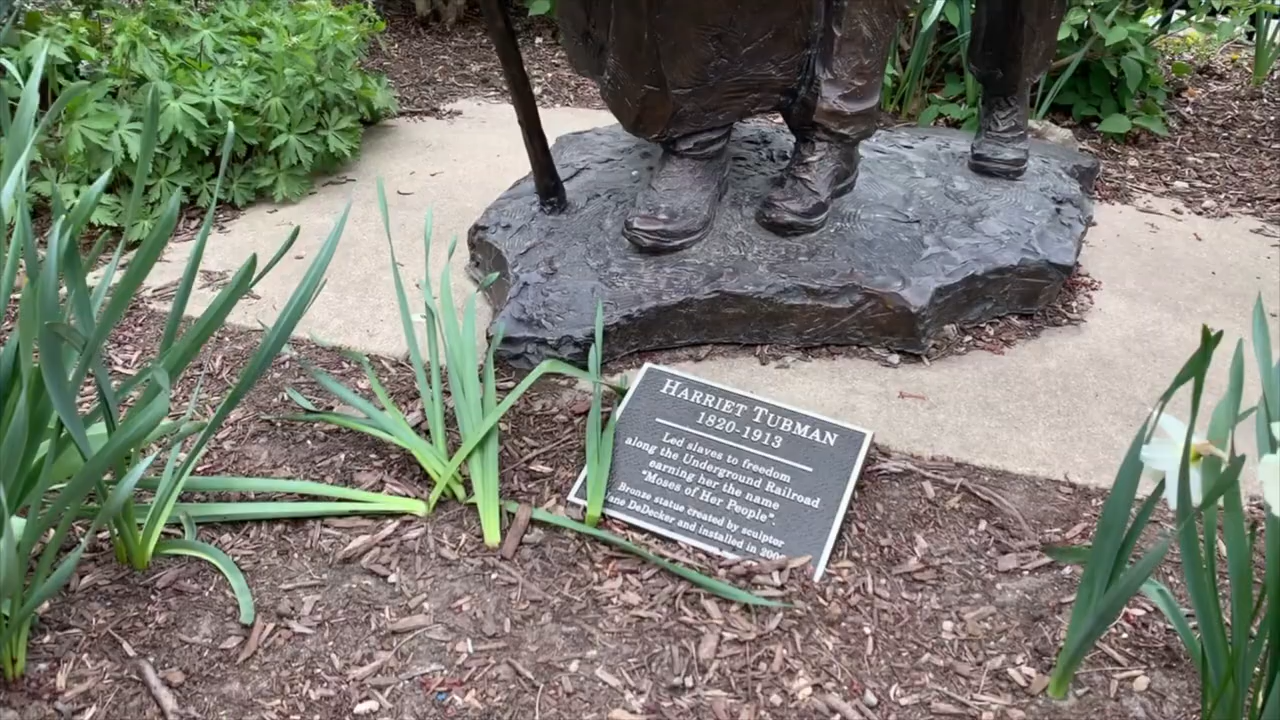 HARRIET TUBMAN
1820-1913
Led slaves to freedom
along the Underground Railroad
earning her the name
"Moses of Her People".
Bronze statue created by sculptor
DeDecker and installed in